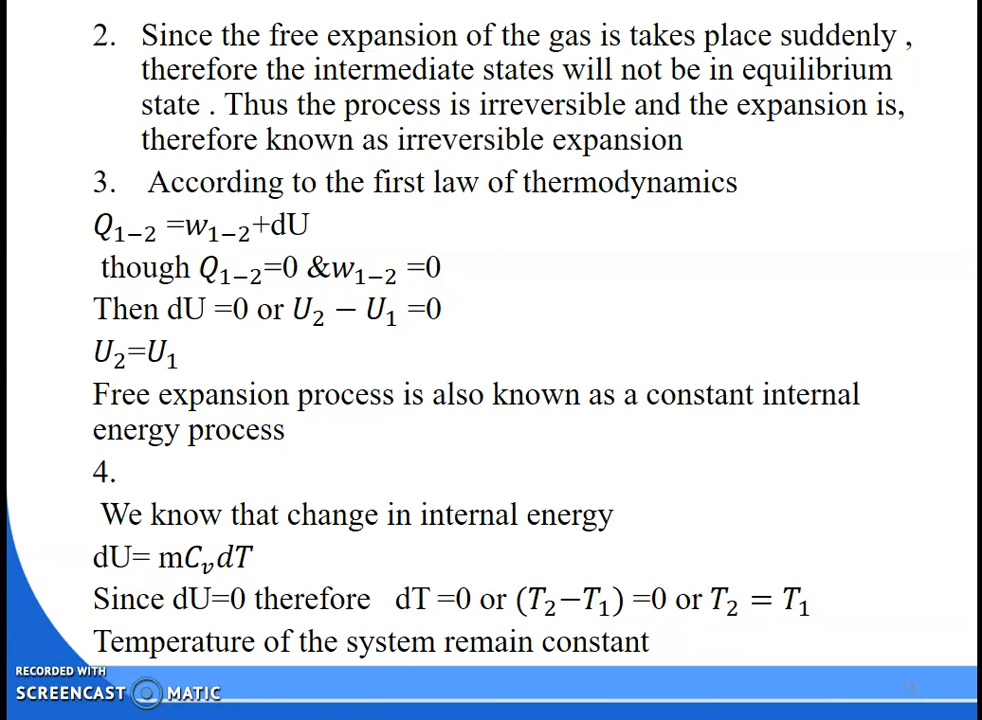 2. Since the free expansion of the gas is takes place suddenly ,
therefore the intermediate states will not be in equilibrium
state . Thus the process is irreversible and the expansion is,
therefore known as irreversible expansion
3. According to the first law of thermodynamics
Q₁₋₂ =w₁₋₂+dU
though Q₁₋₂=0 &w₁₋₂ =0
Then dU =0 or U₂ − U₁ =0
U₂=U₁
Free expansion process is also known as a constant internal
energy process
4.
We know that change in internal energy
dU= mCᵥdT
Since dU=0 therefore dT =0 or (T₂−T₁) =0 or T₂ = T₁
Temperature of the system remain constant
RECORDED WITH
SCREENCAST MATIC